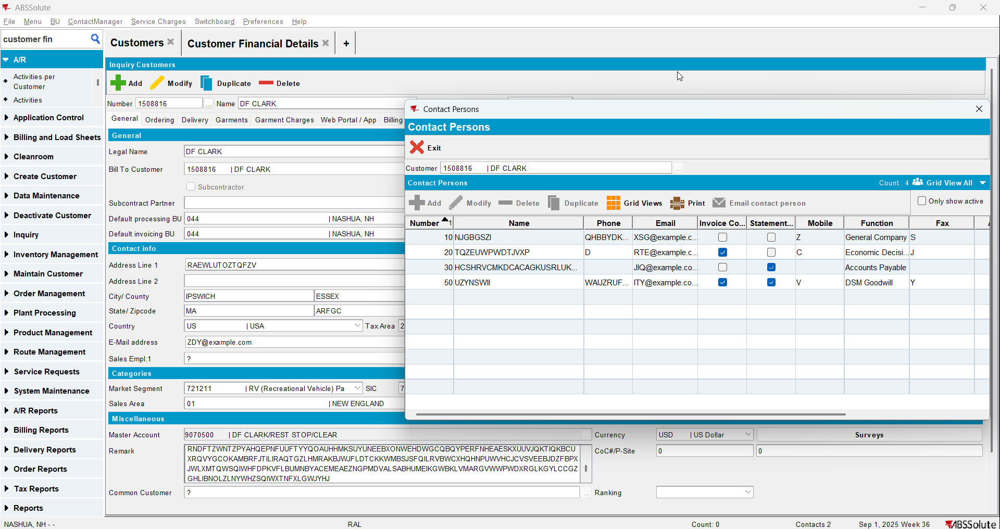 ABSSolute
File Menu BU ContactManager Service Charges Switchboard Preferences Help
customer fin
Customers
Customer Financial Details
+
A/R
Activities per
Customer
Activities
Application Control
Billing and Load Sheets
Cleanroom
Create Customer
Data Maintenance
Deactivate Customer
Inquiry
Inventory Management
Maintain Customer
Order Management
Plant Processing
Product Management
Route Management
Service Requests
System Maintenance
A/R Reports
Billing Reports
Delivery Reports
Order Reports
Tax Reports
Reports
Inquiry Customers
Add Modify Duplicate Delete
Number 1508816 ... Name DF CLARK
General Ordering Delivery Garments Garment Charges Web Portal / App Billing
General
Legal Name DF CLARK
Bill To Customer 1508816 | DF CLARK
Subcontractor
Subcontract Partner
Default processing BU 044 | NASHUA, NH
Default invoicing BU 044 | NASHUA, NH
Contact info
Address Line 1 RAEWLUTOZTQFZV
Address Line 2
City/ County IPSWICH ESSEX
State/ Zipcode MA ARFGC
Country US | USA Tax Area 2
E-Mail address ZDY@example.com
Sales Empl.1 ?
Categories
Market Segment 721211 | RV (Recreational Vehicle) Pa SIC 7
Sales Area 01 | NEW ENGLAND
Miscellaneous
Master Account 9070500 | DF CLARK/REST STOP/CLEAR ... Currency USD | US Dollar Surveys
Remark
RNDFTZWNTZPYAHQEPNFUUFTYYQOAUHHMKSUYUNEEBXONWEHDWGCQBQYPERFNHEAESKXUUVJQKTIQKBCU
XRQVYGCOKAMBRFJTILIRAQTGZLHMRAKBJWJFLDTCKKWMBSJSFQILRVBWCXHQHNPUWVHCJCVSVEEBJDZFBPX
JWLXMTQWSQIWHFDPKVFLBUMNBYACEMEAEZNGPMDVALSABHUMEIKGWBKLVMARGVWWPWDXRGLKGYLCCGZ
GHLIBNOLZLNYWHZSQIWXTNFXLGWJYHJ
CoC#/P-Site 0 0
Common Customer ? ... Ranking
Contact Persons
Contact Persons
Exit
Customer 1508816 | DF CLARK ...
Contact Persons Count : 4 Grid View All
Add Modify Delete Duplicate Grid Views Print Email contact person Only show active
Number 1 Name Phone Email Invoice Co... Statement... Mobile Function Fax
10 NJGBGSZI QHBBYDK... XSG@example.c... Z General Company S
20 TQZEUWPWDTJVXP D RTE@example.c... C Economic Decisi... J
30 HCSHRVCMKDCACAGKUSRLUK... JIQ@example.co... Accounts Payable
50 UZYNSWII WAIJZRUF... ITY@example.co... V DSM Goodwill Y
NASHUA, NH - - RAL Count: 0 Contacts 2 Sep 1, 2025 Week 36 ABSSolute